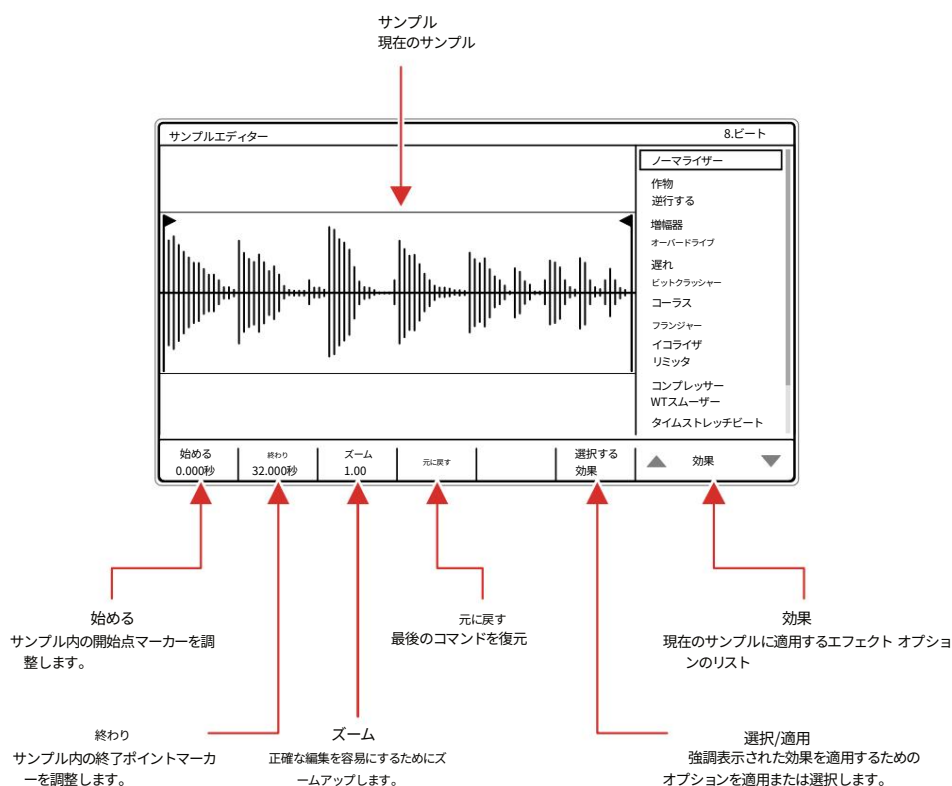 サンプル
現在のサンプル
サンプルエディター
8.ビート
ノーマライザー
作物
逆行する
増幅器
オーバードライブ
遅れ
ビットクラッシャー
コーラス
フランジャー
イコライザ
リミッタ
コンプレッサー
WTスムーザー
タイムストレッチビート
始める
0.000秒
終わり
32.000秒
ズーム
1.00
元に戻す
選択する
効果
効果
始める
サンプル内の開始点マーカーを調
整します。
元に戻す
最後のコマンドを復元
効果
現在のサンプルに適用するエフェクト オプショ
ンのリスト
終わり
サンプル内の終了ポイントマーカ
ーを調整します。
ズーム
正確な編集を容易にするためにズ
ームアップします。
選択/適用
強調表示された効果を適用するための
オプションを適用または選択します。